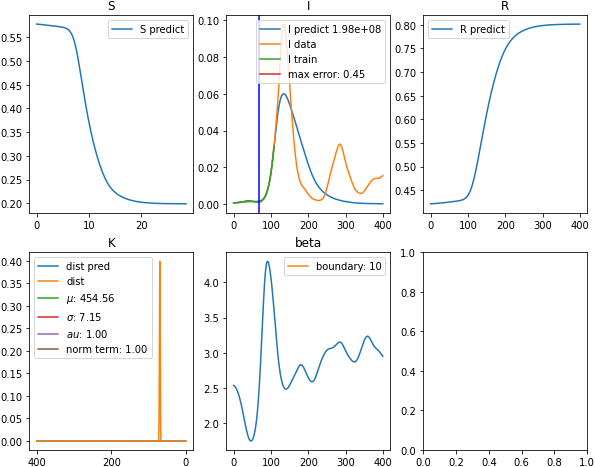 S
S predict
0.55
0.50
0.45
0.40
0.35
0.30
0.25
0.20
0 10 20
I
I predict 1.98e+08
I data
I train
max error: 0.45
0.10
0.08
0.06
0.04
0.02
0.00
0 100 200 300 400
R
R predict
0.80
0.75
0.70
0.65
0.60
0.55
0.50
0.45
0 100 200 300 400
K
dist pred
dist
μ: 454.56
σ: 7.15
au: 1.00
norm term: 1.00
0.40
0.35
0.30
0.25
0.20
0.15
0.10
0.05
0.00
400 200 0
beta
boundary: 10
4.0
3.5
3.0
2.5
2.0
0 100 200 300 400
1.0
0.8
0.6
0.4
0.2
0.0
0.0 0.2 0.4 0.6 0.8 1.0